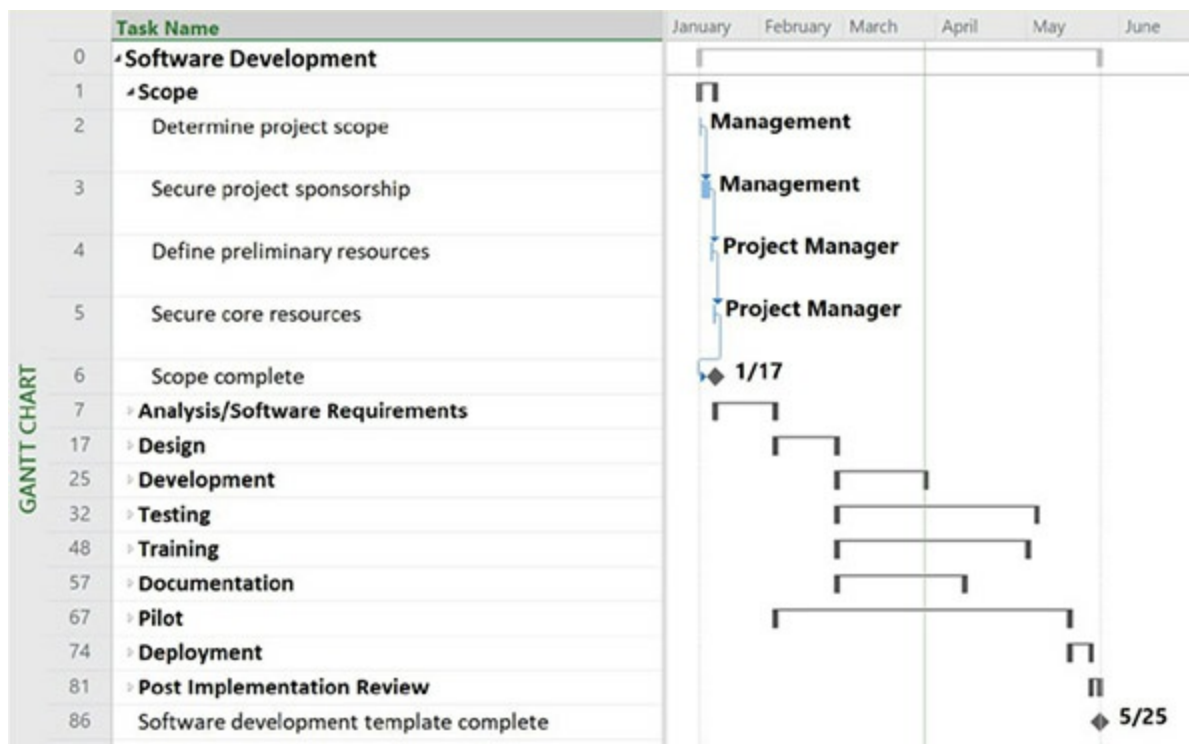 Task Name January February March April May June
0 Software Development
1 Scope
2 Determine project scope Management
3 Secure project sponsorship Management
4 Define preliminary resources Project Manager
5 Secure core resources Project Manager
6 Scope complete 1/17
7 Analysis/Software Requirements
17 Design
25 Development
32 Testing
48 Training
57 Documentation
67 Pilot
74 Deployment
81 Post Implementation Review
86 Software development template complete 5/25
GANTT CHART